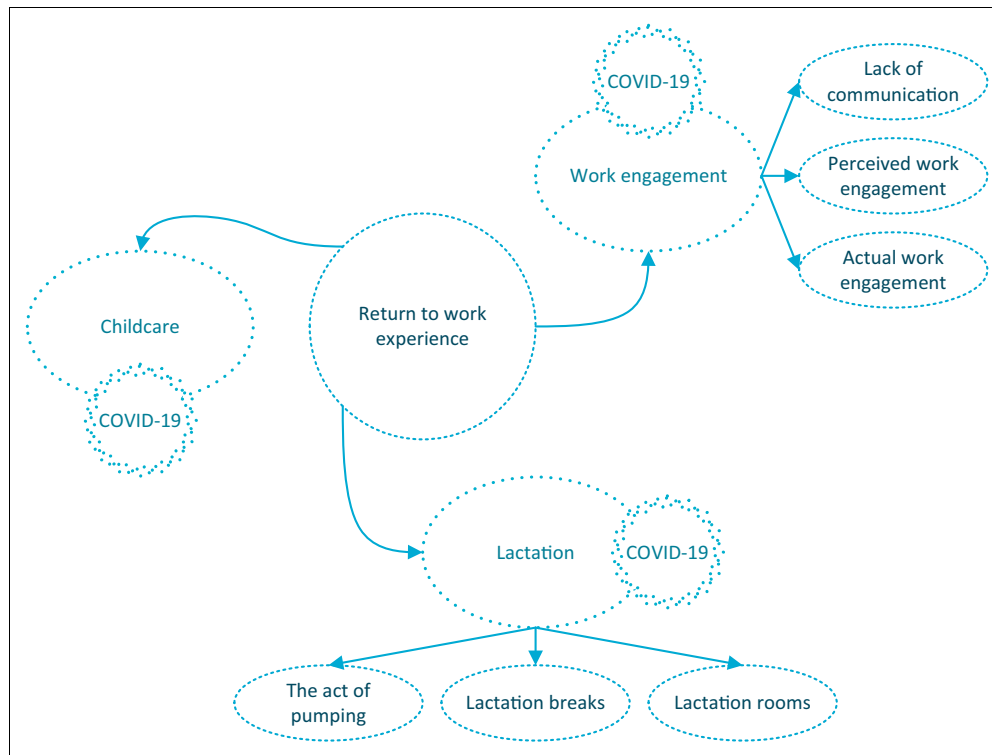 COVID-19
Work engagement
Lack of
communication
Perceived work
engagement
Actual work
engagement
Return to work
experience
Childcare
COVID-19
Lactation
COVID-19
The act of
pumping
Lactation breaks
Lactation rooms